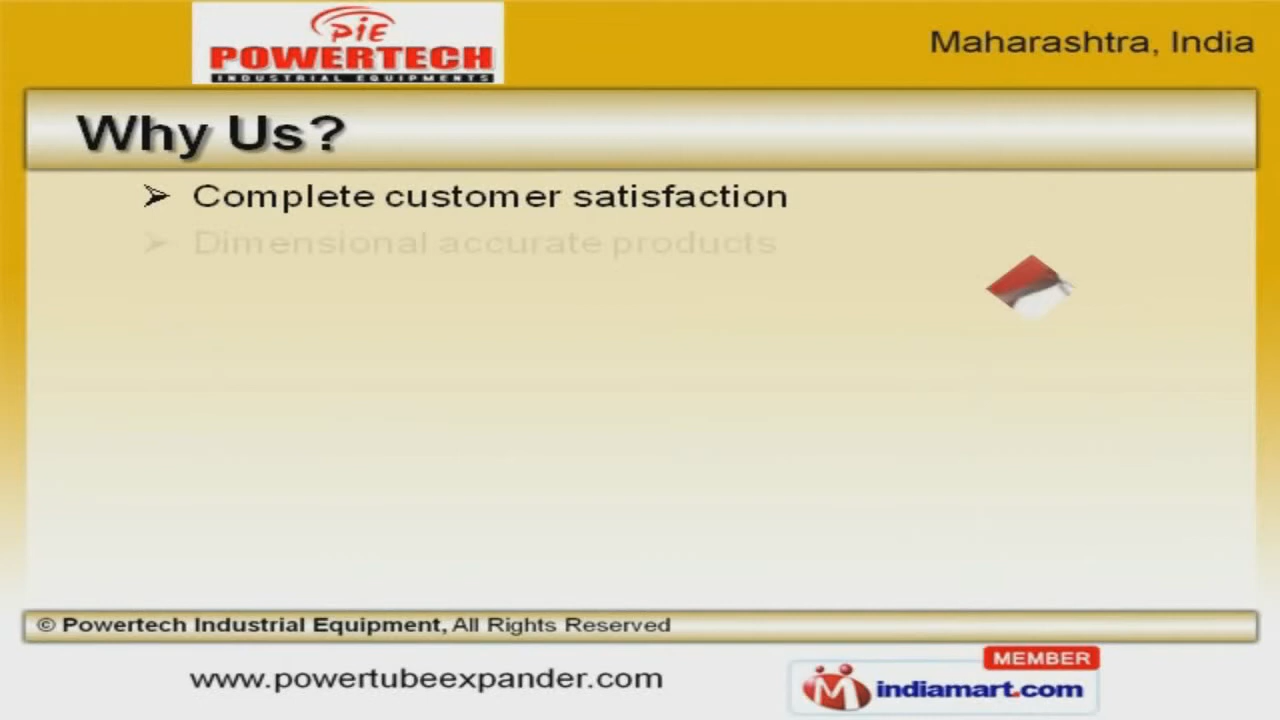 PiE
POWERTECH
INDUSTRIAL EQUIPMENTS
Maharashtra, India
Why Us?
➢ Complete customer satisfaction
➢ Dimensional accurate products
© Powertech Industrial Equipment, All Rights Reserved
www.powertubeexpander.com
MEMBER
indiamart.com